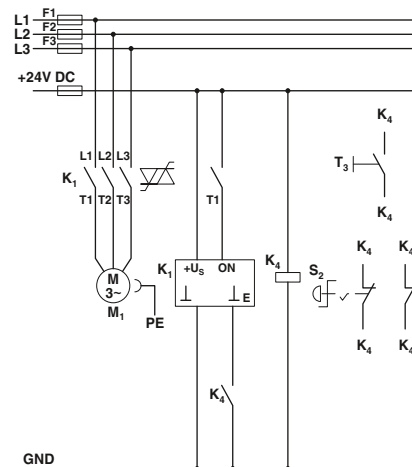 L1 F1
L2 F2
L3 F3
+24V DC
K4
L1 L2 L3
T3
K1
T1 T2 T3
T1
K4
K1 +US ON
K4
S2
K4 K4
M
3~
E
M1
PE
K4 K4
K4
GND